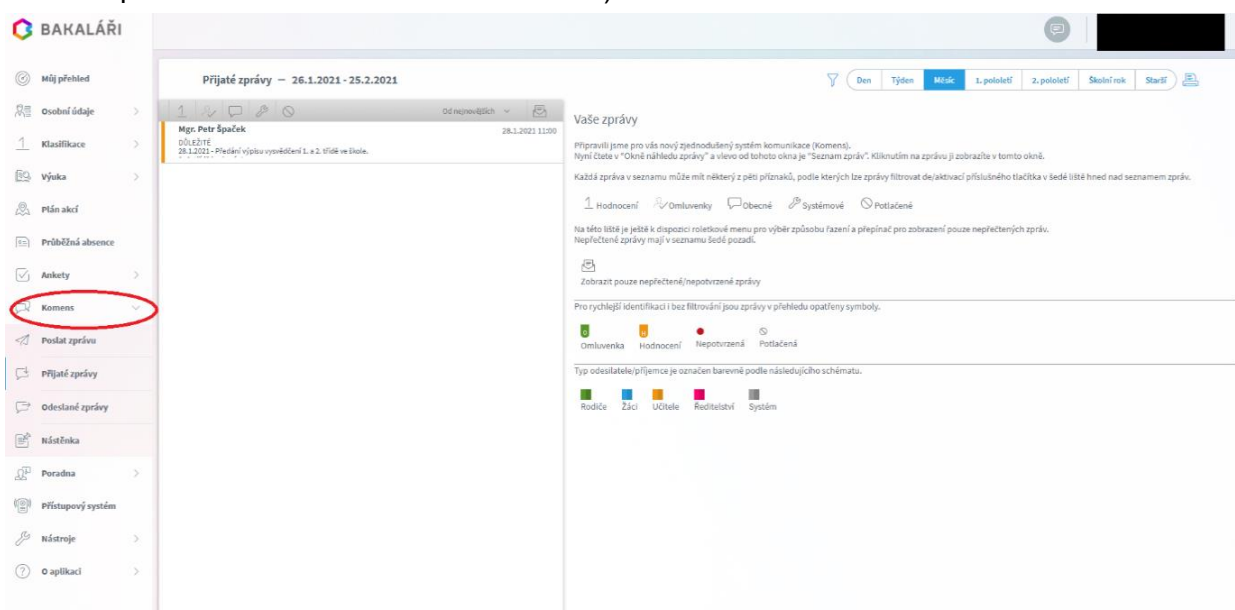 BAKALÁŘI
Můj přehled
Osobní údaje
Klasifikace
Výuka
Plán akcí
Průběžná absence
Ankety
Komens
Poslat zprávu
Přijaté zprávy
Odeslané zprávy
Nástěnka
Poradna
Přístupový systém
Nástroje
O aplikaci
Přijaté zprávy — 26.1.2021 - 25.2.2021
Den Týden Měsíc 1. pololetí 2. pololetí Školní rok Starší
Od nejnovějších
Mgr. Petr Špaček 28.1.2021 11:00
DŮLEŽITÉ
28.1.2021 - Předání výpisu vysvědčení 1. a 2. třídě ve škole.
Vaše zprávy
Připravili jsme pro vás nový zjednodušený systém komunikace (Komens).
Nyní čtete v "Okně náhledu zprávy" a vlevo od tohoto okna je "Seznam zpráv". Kliknutím na zprávu ji zobrazíte v tomto okně.
Každá zpráva v seznamu může mít některý z pěti příznaků, podle kterých lze zprávy filtrovat de/aktivací příslušného tlačítka v šedé liště hned nad seznamem zpráv.
1 Hodnocení Omluvenky Obecné Systémové Potlačené
Na této liště je ještě k dispozici roletkové menu pro výběr způsobu řazení a přepínač pro zobrazení pouze nepřečtených zpráv.
Nepřečtené zprávy mají v seznamu šedé pozadí.
Zobrazit pouze nepřečtené/nepotvrzené zprávy
Pro rychlejší identifikaci i bez filtrování jsou zprávy v přehledu opatřeny symboly.
Omluvenka Hodnocení Nepotvrzená Potlačená
Typ odesilatele/příjemce je označen barevně podle následujícího schématu.
Rodiče Žáci Učitele Ředitelství Systém